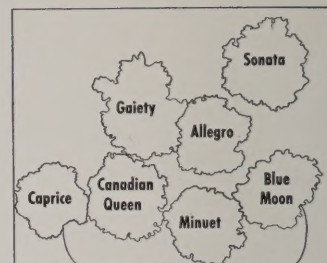 Sonata
Gaiety
Allegro
Caprice
Canadian
Queen
Minuet
Blue
Moon